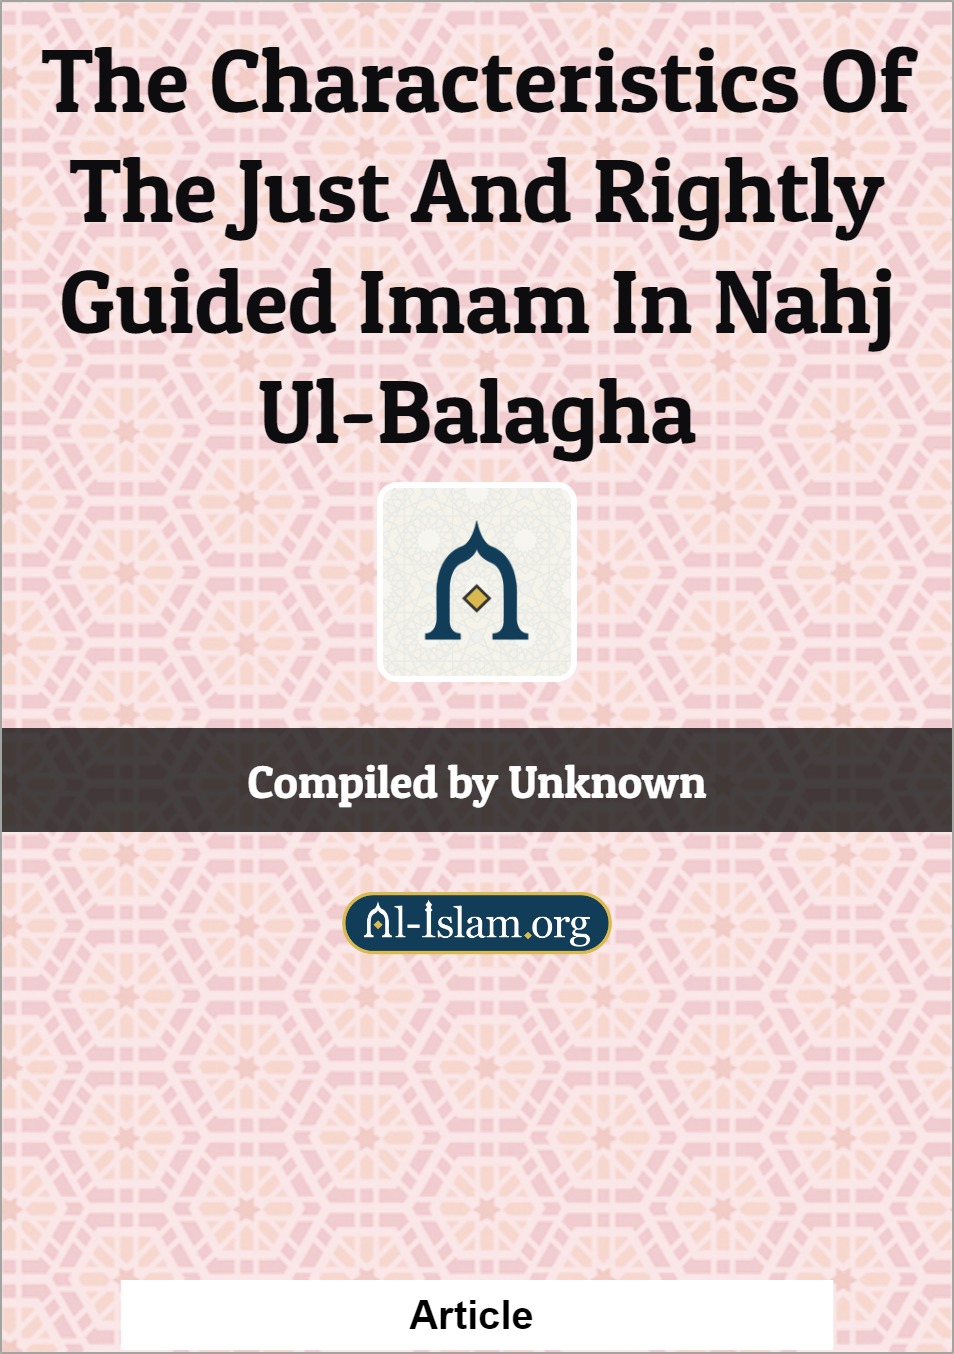 The Characteristics Of
The Just And Rightly
Guided Imam In Nahj
Ul-Balagha
Compiled by Unknown
Al-Islam.org
Article